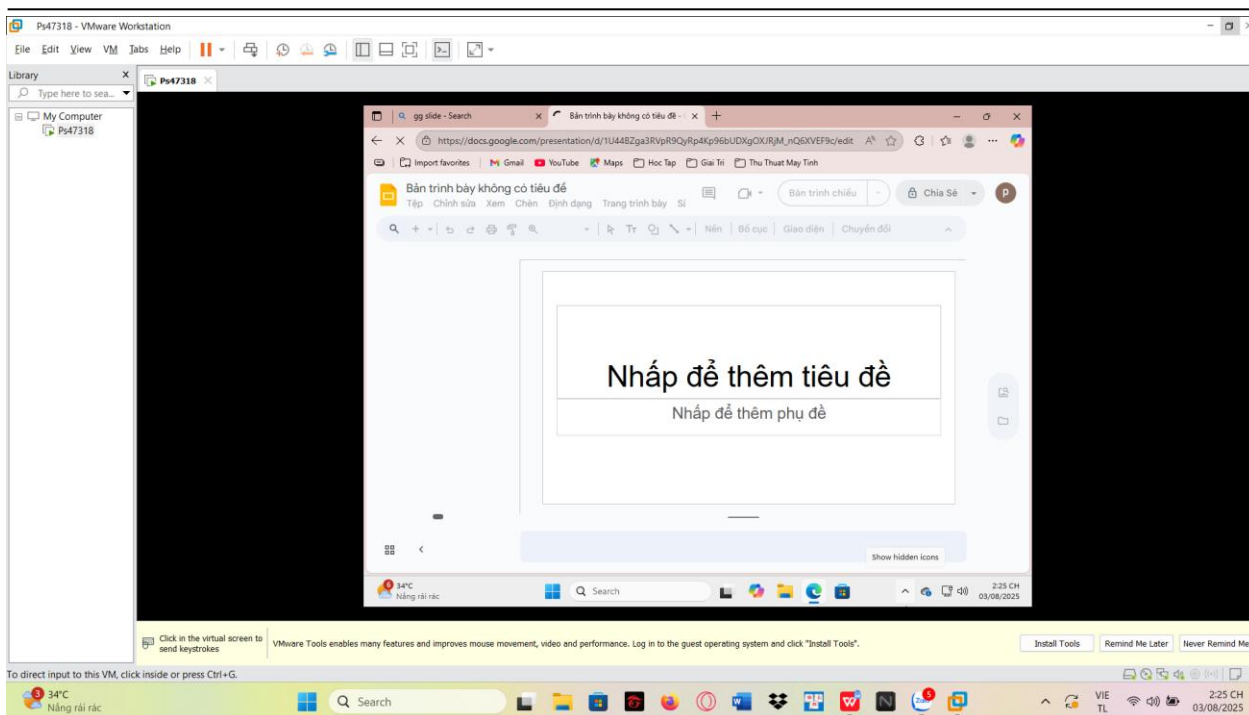 Ps47318 - VMware Workstation
File Edit View VM Tabs Help
Library X
Ps47318
Type here to sea...
My Computer
Ps47318
gg slide - Search
Bản trình bày không có tiêu đề -
https://docs.google.com/presentation/d/1U44BZga3RVpR9QyRp4Kp96bUDXgOXJRjM_nQ6XVEF9c/edit
Import favorites Gmail YouTube Maps Hoc Tap Giai Tri Thu Thuat May Tinh
Bản trình bày không có tiêu đề
Tệp Chỉnh sửa Xem Chèn Định dạng Trang trình bày
Bản trình chiếu
Chia Sẻ
P
Nền Bố cục Giao diện Chuyển đổi
Nhấp để thêm tiêu đề
Nhấp để thêm phụ đề
Show hidden icons
6
34°C
Nắng rải rác
Search
2:25 CH
03/08/2025
Click in the virtual screen to
send keystrokes
VMware Tools enables many features and improves mouse movement, video and performance. Log in to the guest operating system and click "Install Tools".
Install Tools Remind Me Later Never Remind Me
To direct input to this VM, click inside or press Ctrl+G.
3
34°C
Nắng rải rác
Search
Zalo
5
VIE
TL
2:25 CH
03/08/2025